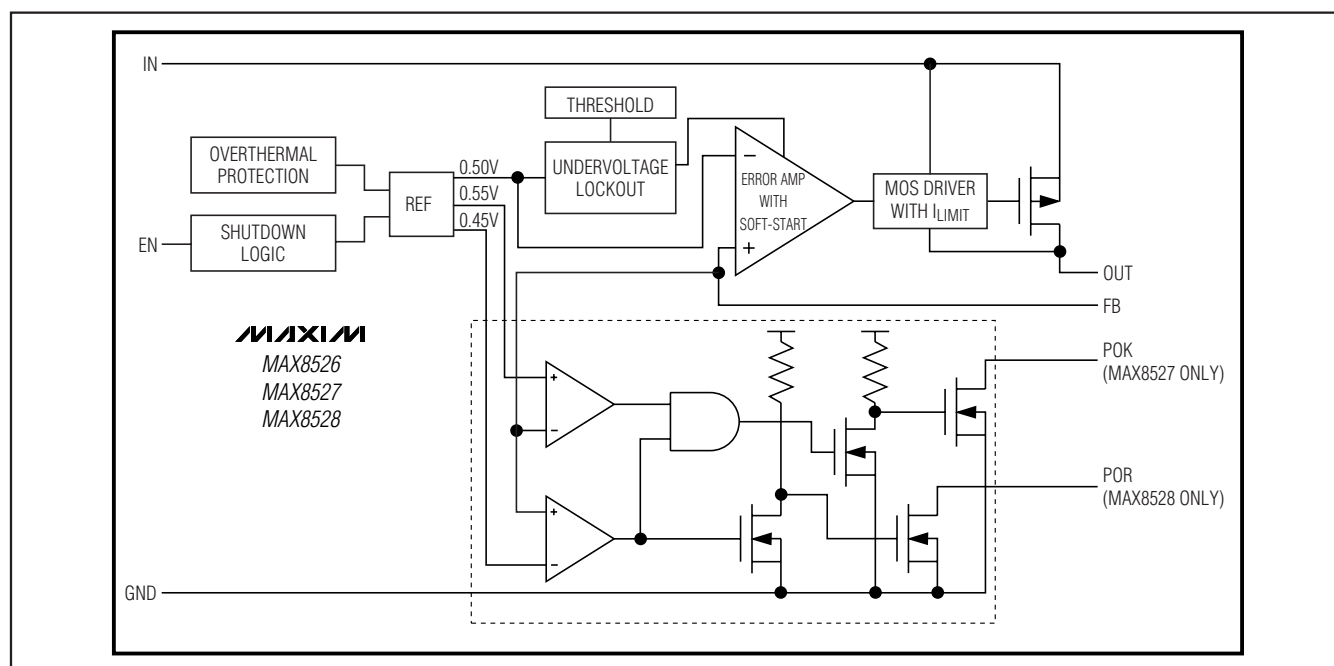 IN
THRESHOLD
OVERTHERMAL
PROTECTION
0.50V
UNDERVOLTAGE
LOCKOUT
−
ERROR AMP
WITH
SOFT-START
+
MOS DRIVER
WITH ILIMIT
REF
0.55V
0.45V
EN
SHUTDOWN
LOGIC
OUT
FB
MAXIM
MAX8526
MAX8527
MAX8528
+
−
POK
(MAX8527 ONLY)
+
−
POR
(MAX8528 ONLY)
GND